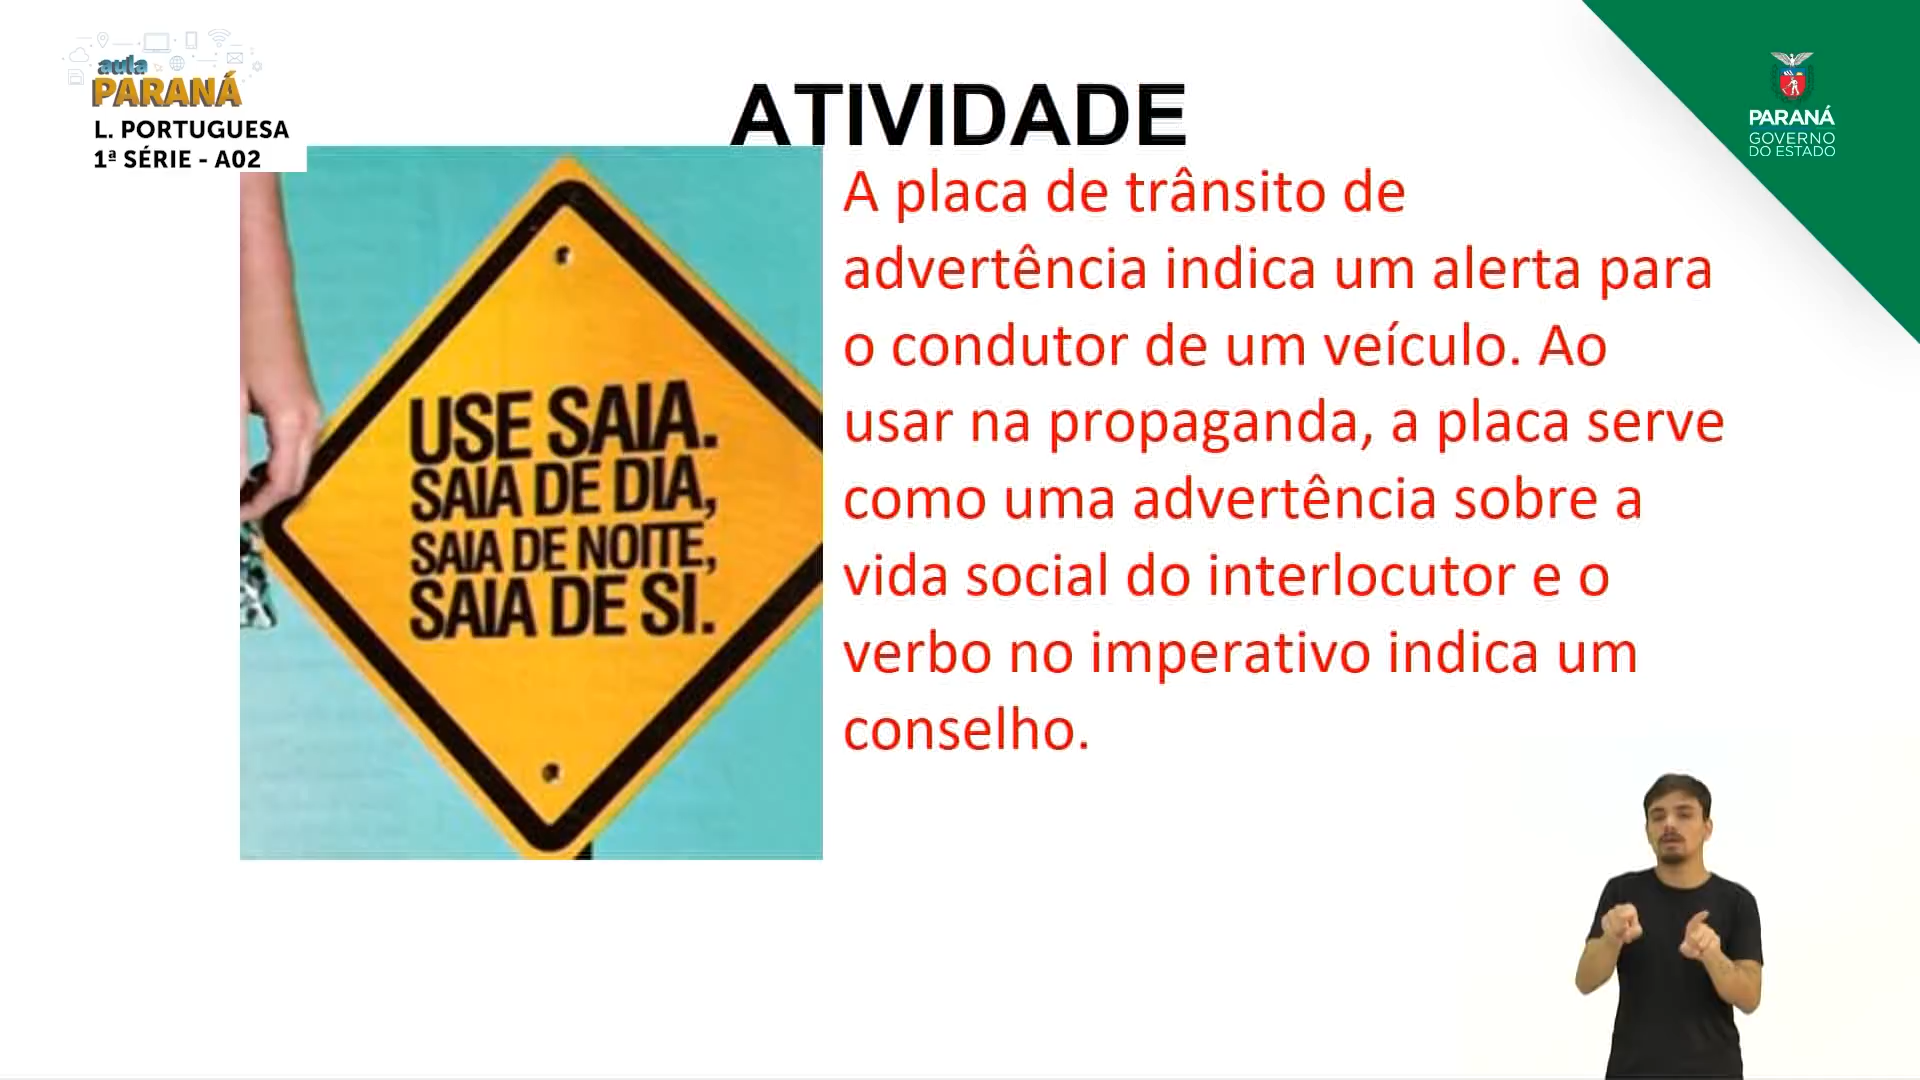 aula
PARANÁ
L. PORTUGUESA
1ª SÉRIE - A02
ATIVIDADE
PARANÁ
GOVERNO
DO ESTADO
USE SAIA.
SAIA DE DIA,
SAIA DE NOITE,
SAIA DE SI.
A placa de trânsito de
advertência indica um alerta para
o condutor de um veículo. Ao
usar na propaganda, a placa serve
como uma advertência sobre a
vida social do interlocutor e o
verbo no imperativo indica um
conselho.